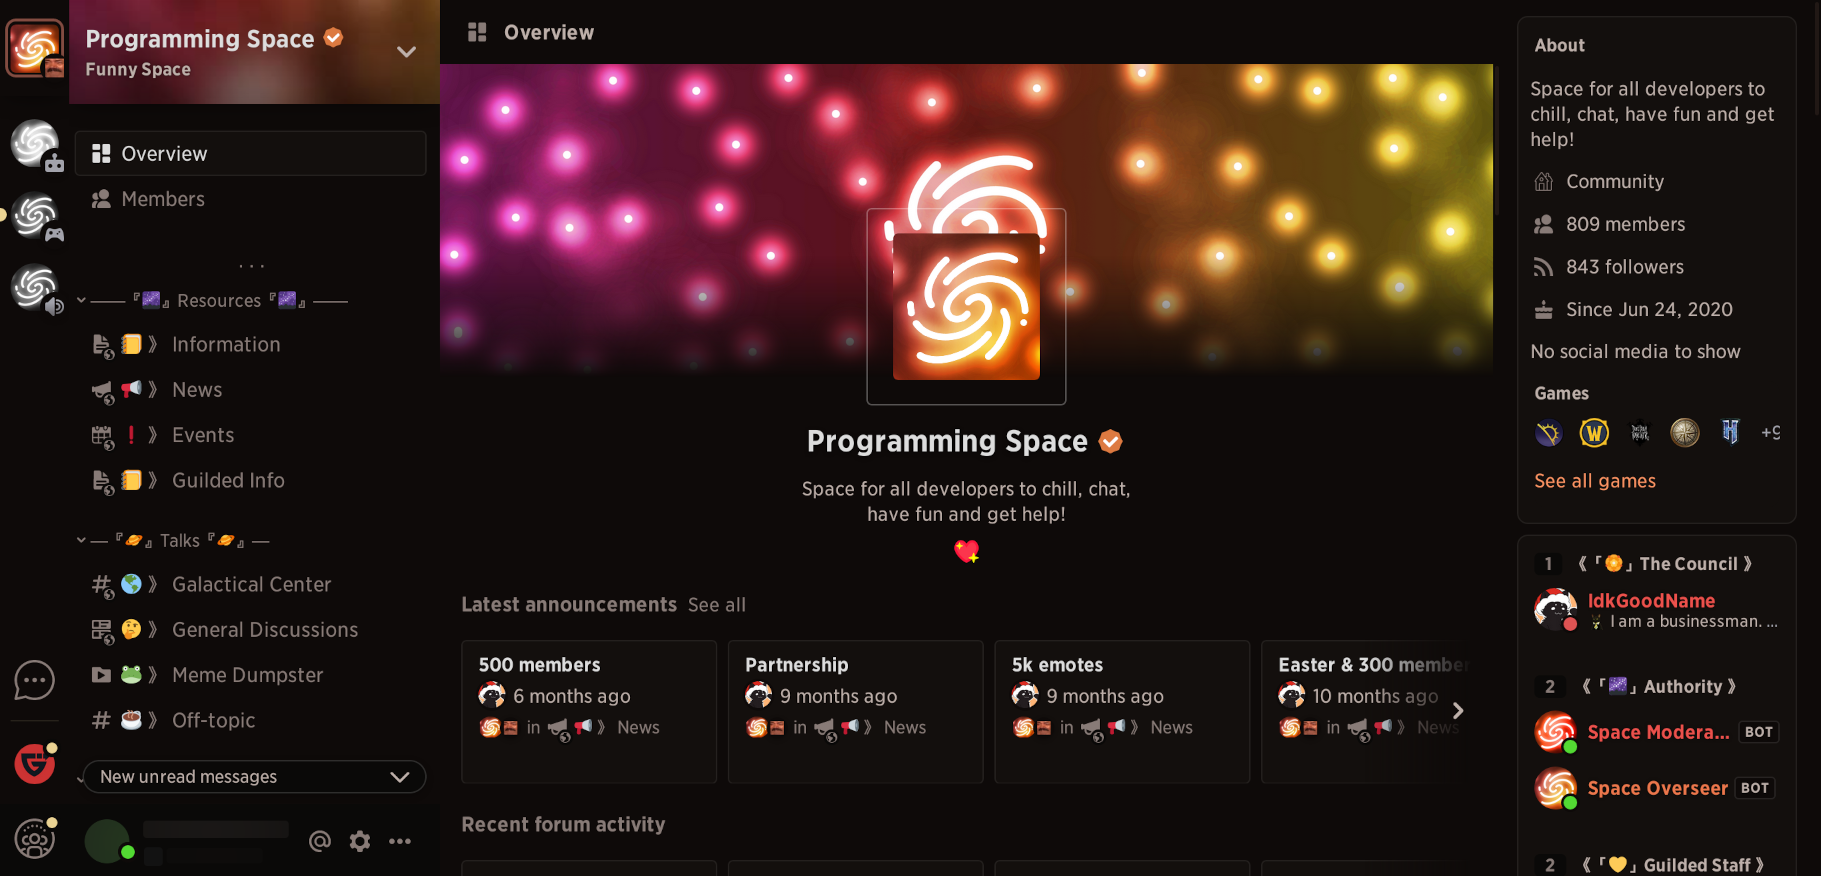 Programming Space
Funny Space
Overview
Members
...
—— 『』 Resources 『』 ——
》 Information
》 News
》 Events
》 Guilded Info
— 『』 Talks 『』 —
》 Galactical Center
》 General Discussions
》 Meme Dumpster
》 Off-topic
New unread messages
Overview
Programming Space
Space for all developers to chill, chat,
have fun and get help!
Latest announcements See all
500 members
6 months ago
in 》 News
Partnership
9 months ago
in 》 News
5k emotes
9 months ago
in 》 News
Easter & 300 member
10 months ago
in 》 News
Recent forum activity
About
Space for all developers to
chill, chat, have fun and get
help!
Community
809 members
843 followers
Since Jun 24, 2020
No social media to show
Games
+9
See all games
1 《「」The Council 》
IdkGoodName
I am a businessman. ...
2 《「」Authority 》
Space Modera... BOT
Space Overseer BOT
2 《「」Guilded Staff 》